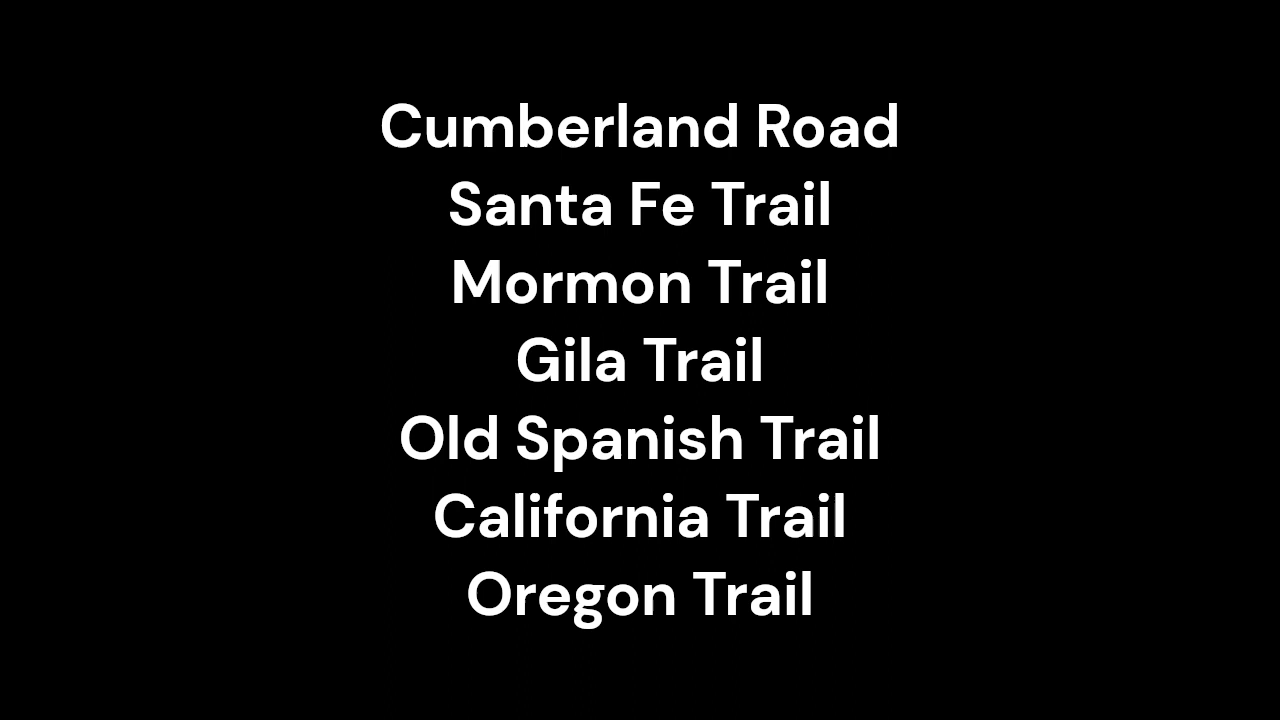 Cumberland Road
Santa Fe Trail
Mormon Trail
Gila Trail
Old Spanish Trail
California Trail
Oregon Trail